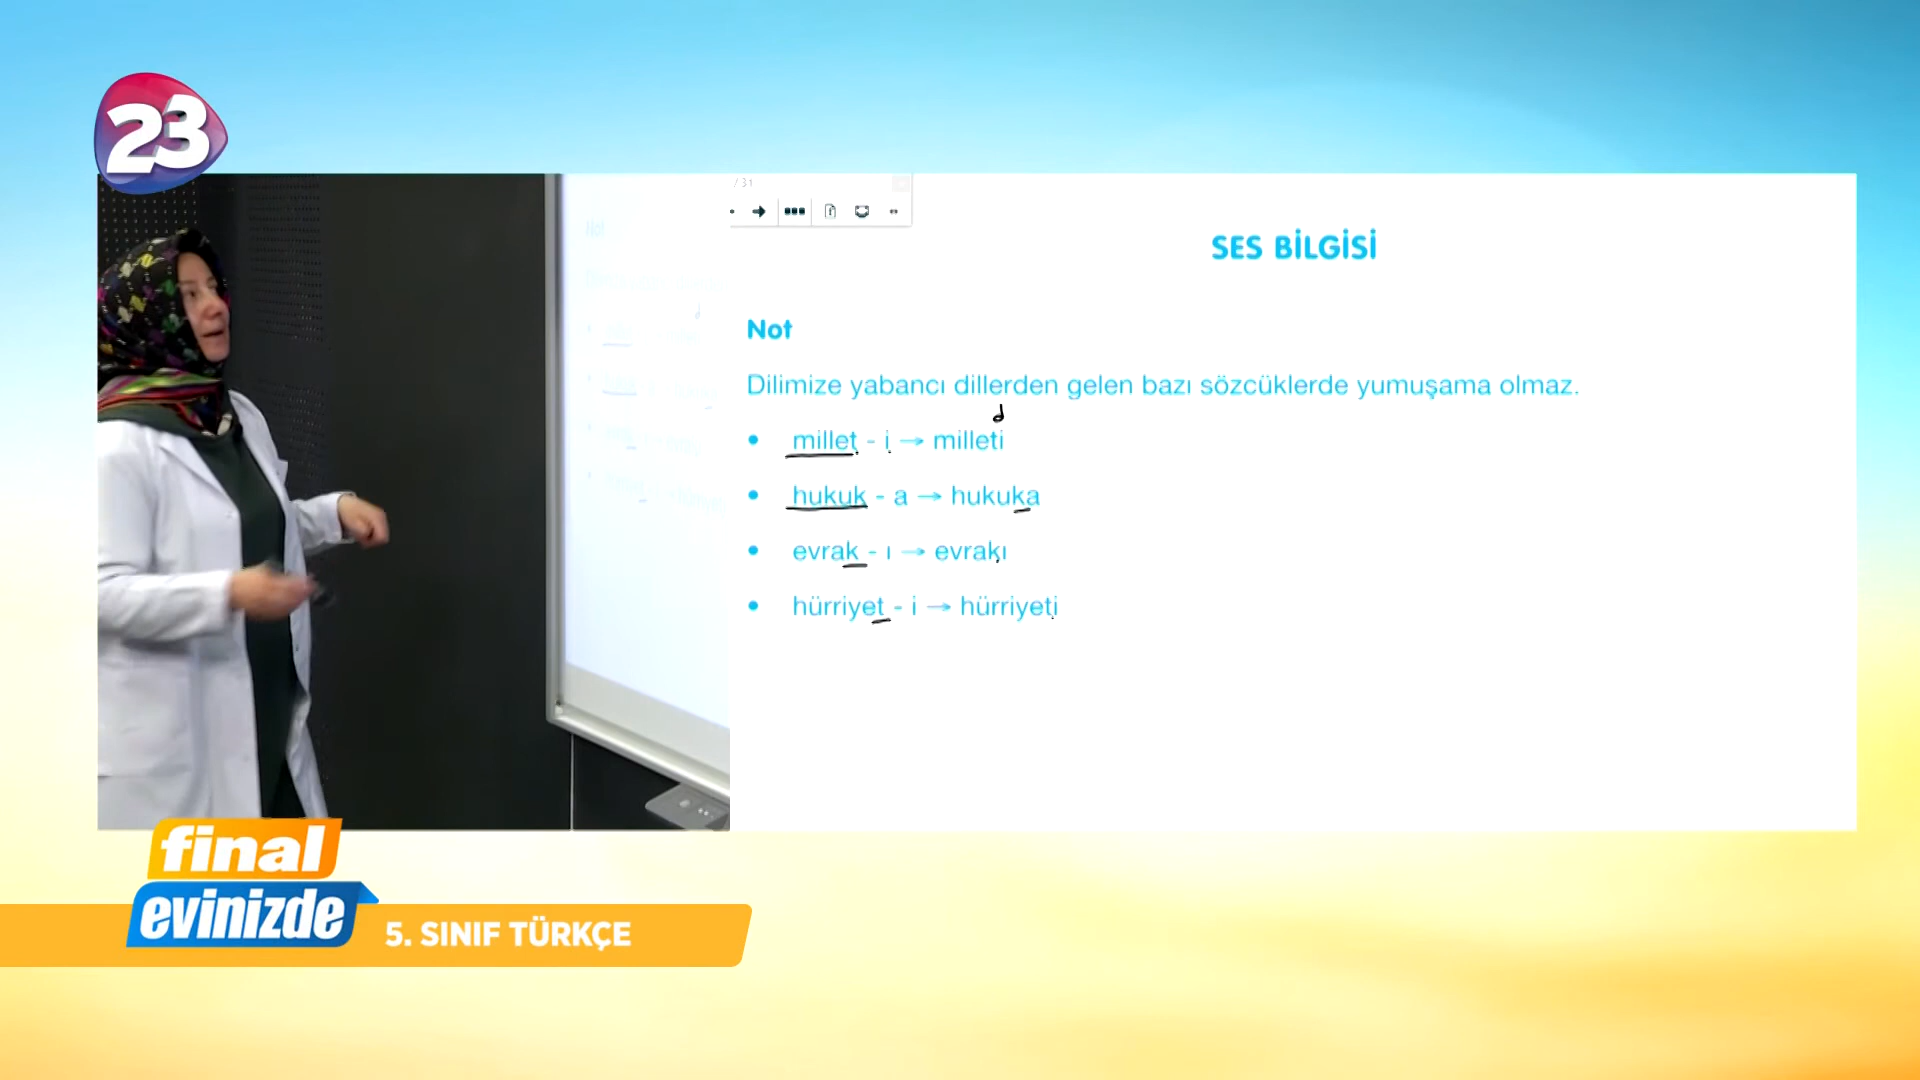 23
/31
SES BİLGİSİ
Not
Dilimize yabancı dillerden gelen bazı sözcüklerde yumuşama olmaz.
d
• millet - i → milleti
• hukuk - a → hukuka
• evrak - ı → evrakı
• hürriyet - i → hürriyeti
final
evinizde
5. SINIF TÜRKÇE